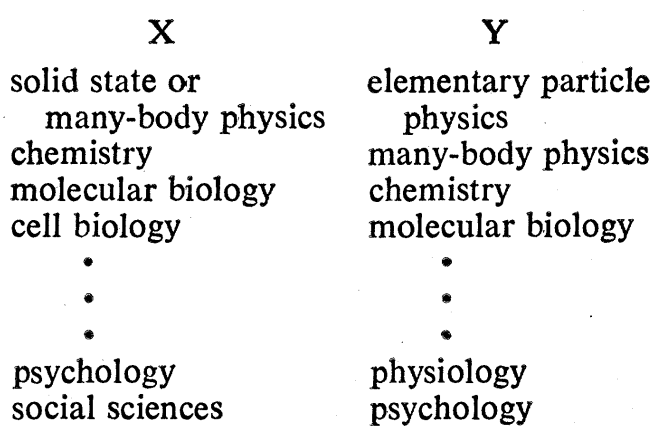 X Y
solid state or elementary particle
many-body physics physics
chemistry many-body physics
molecular biology chemistry
cell biology molecular biology
. .
. .
. .
psychology physiology
social sciences psychology